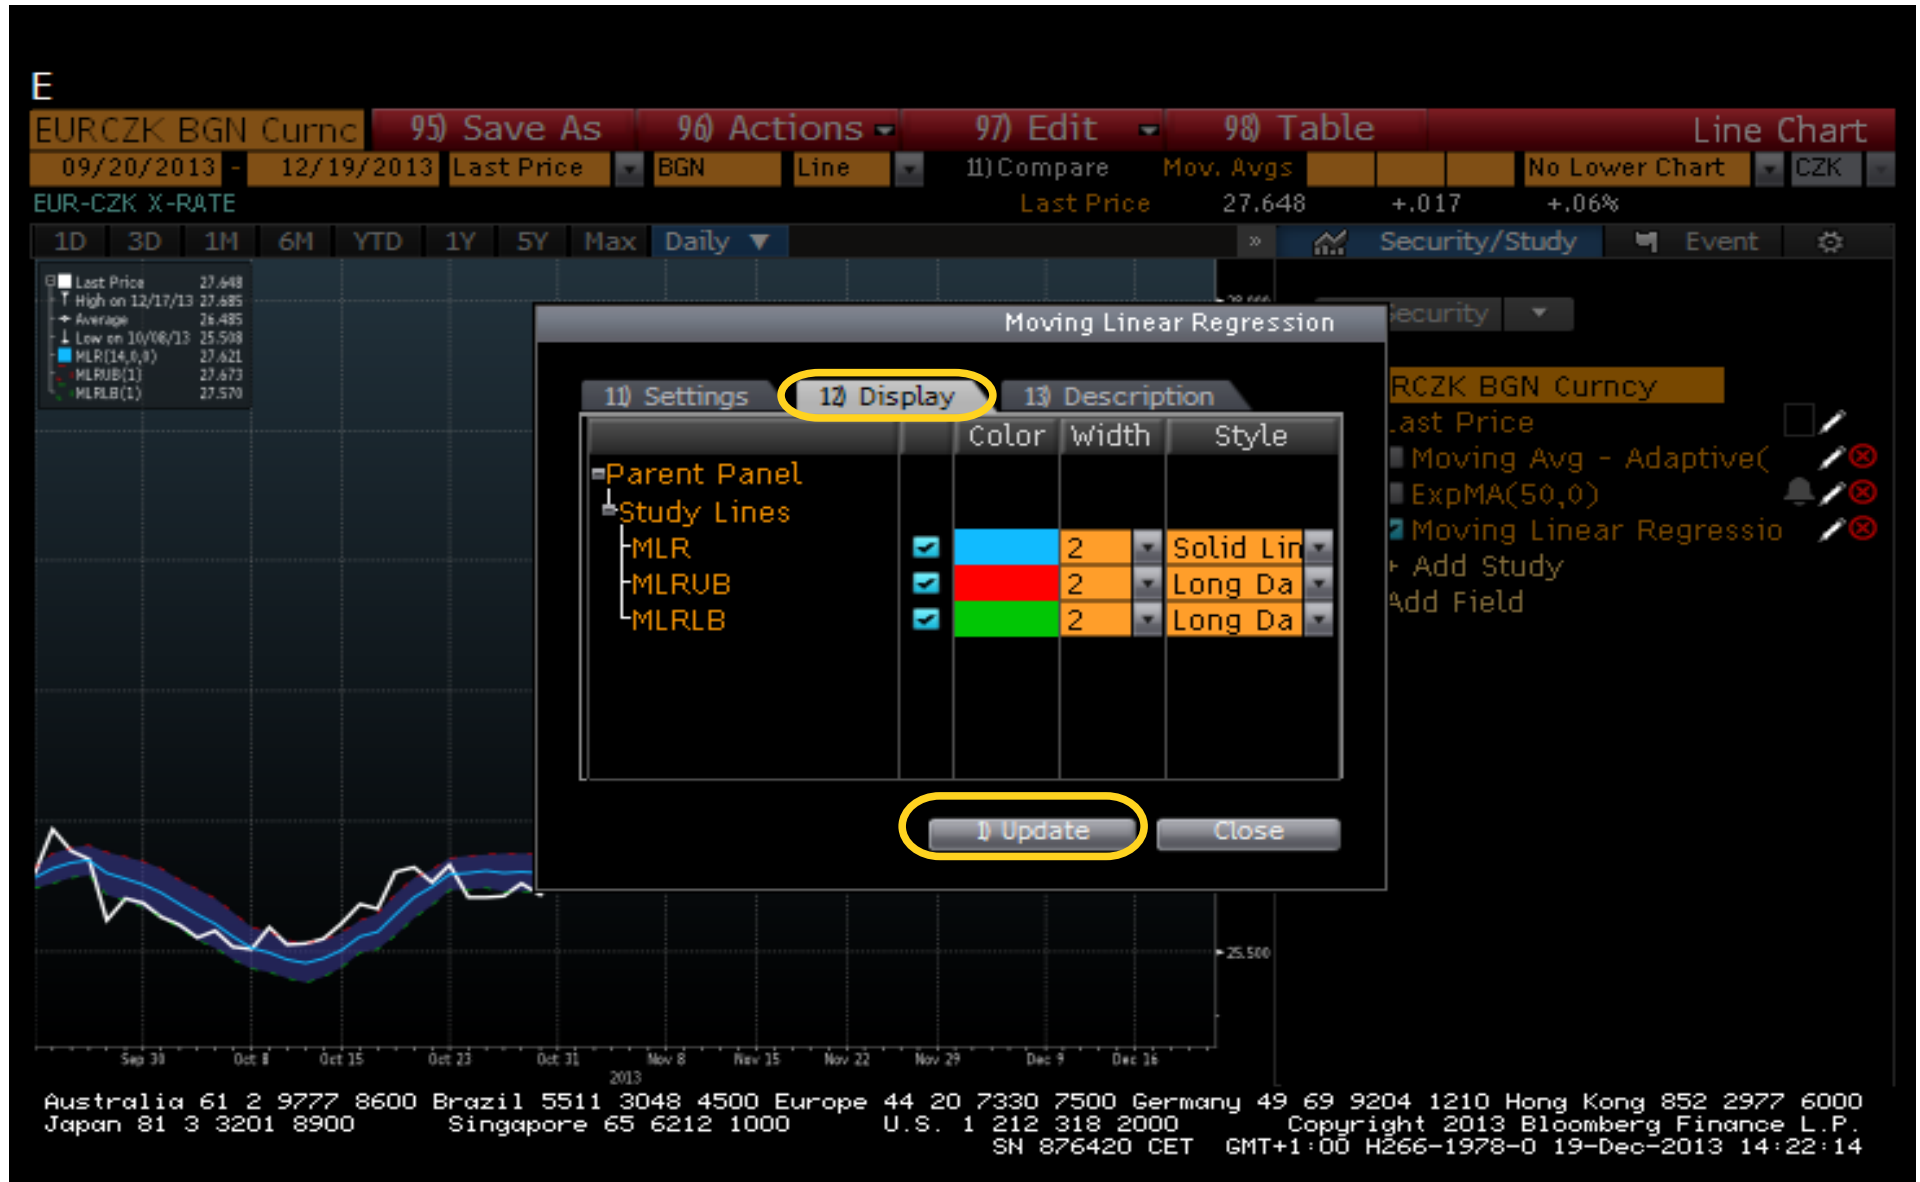 E
EURCZK BGN Curnc 95) Save As 96) Actions 97) Edit 98) Table Line Chart
09/20/2013 - 12/19/2013 Last Price BGN Line 11) Compare Mov. Avgs No Lower Chart CZK
EUR-CZK X-RATE Last Price 27.648 +.017 +.06%
1D 3D 1M 6M YTD 1Y 5Y Max Daily ▼ » Security/Study Event
Last Price 27.648
High on 12/17/13 27.685
Average 26.485
Low on 10/08/13 25.508
MLR(14,0,0) 27.621
MLRUB(1) 27.673
MLRLB(1) 27.570
Moving Linear Regression
11) Settings 12) Display 13) Description
Color Width Style
Parent Panel
Study Lines
MLR 2 Solid Lin
MLRUB 2 Long Da
MLRLB 2 Long Da
1) Update Close
ecurity
RCZK BGN Curncy
ast Price
Moving Avg - Adaptive(
ExpMA(50,0)
Moving Linear Regressio
+ Add Study
Add Field
25.500
Sep 30 Oct 8 Oct 15 Oct 23 Oct 31 Nov 8 Nov 15 Nov 22 Nov 29 Dec 9 Dec 16
2013
Australia 61 2 9777 8600 Brazil 5511 3048 4500 Europe 44 20 7330 7500 Germany 49 69 9204 1210 Hong Kong 852 2977 6000
Japan 81 3 3201 8900 Singapore 65 6212 1000 U.S. 1 212 318 2000 Copyright 2013 Bloomberg Finance L.P.
SN 876420 CET GMT+1:00 H266-1978-0 19-Dec-2013 14:22:14